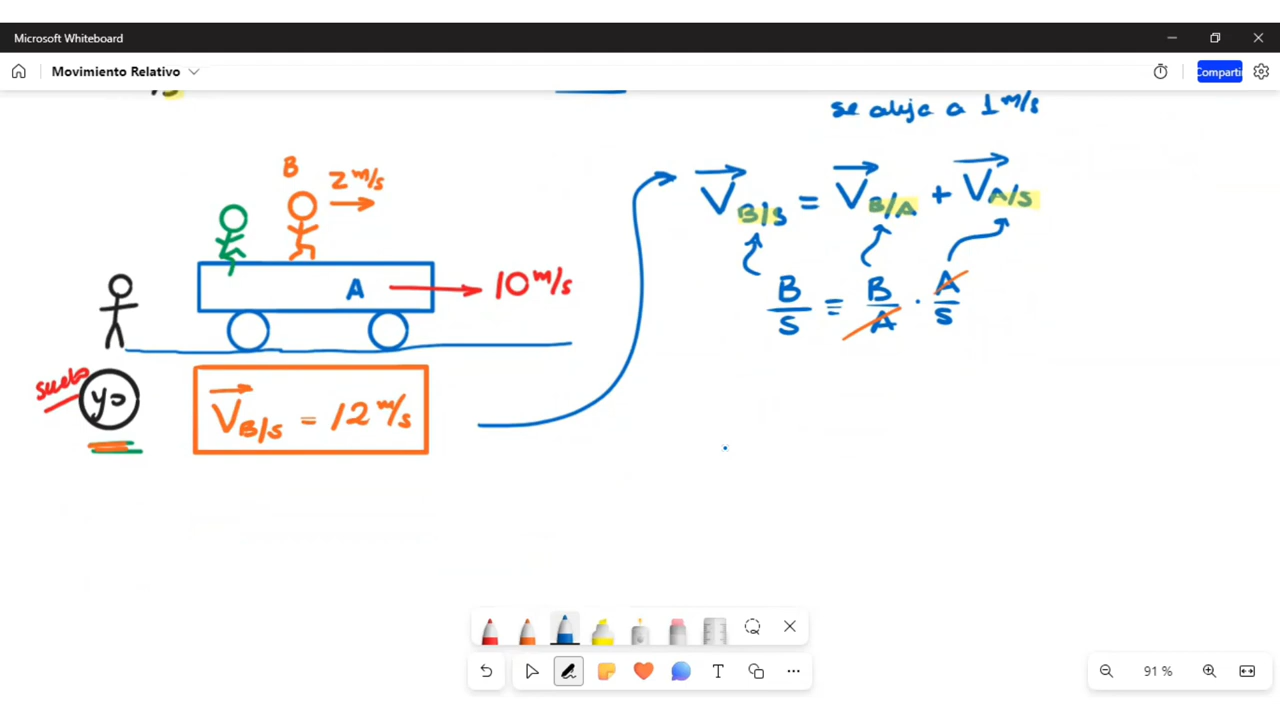 Microsoft Whiteboard
Movimiento Relativo
Comparti
se aleja a 1 m/s
B
2 m/s
A
10 m/s
suelo
yo
V B/S = 12 m/s
V B/S = V B/A + V A/S
B/S = B/A · A/S
91 %